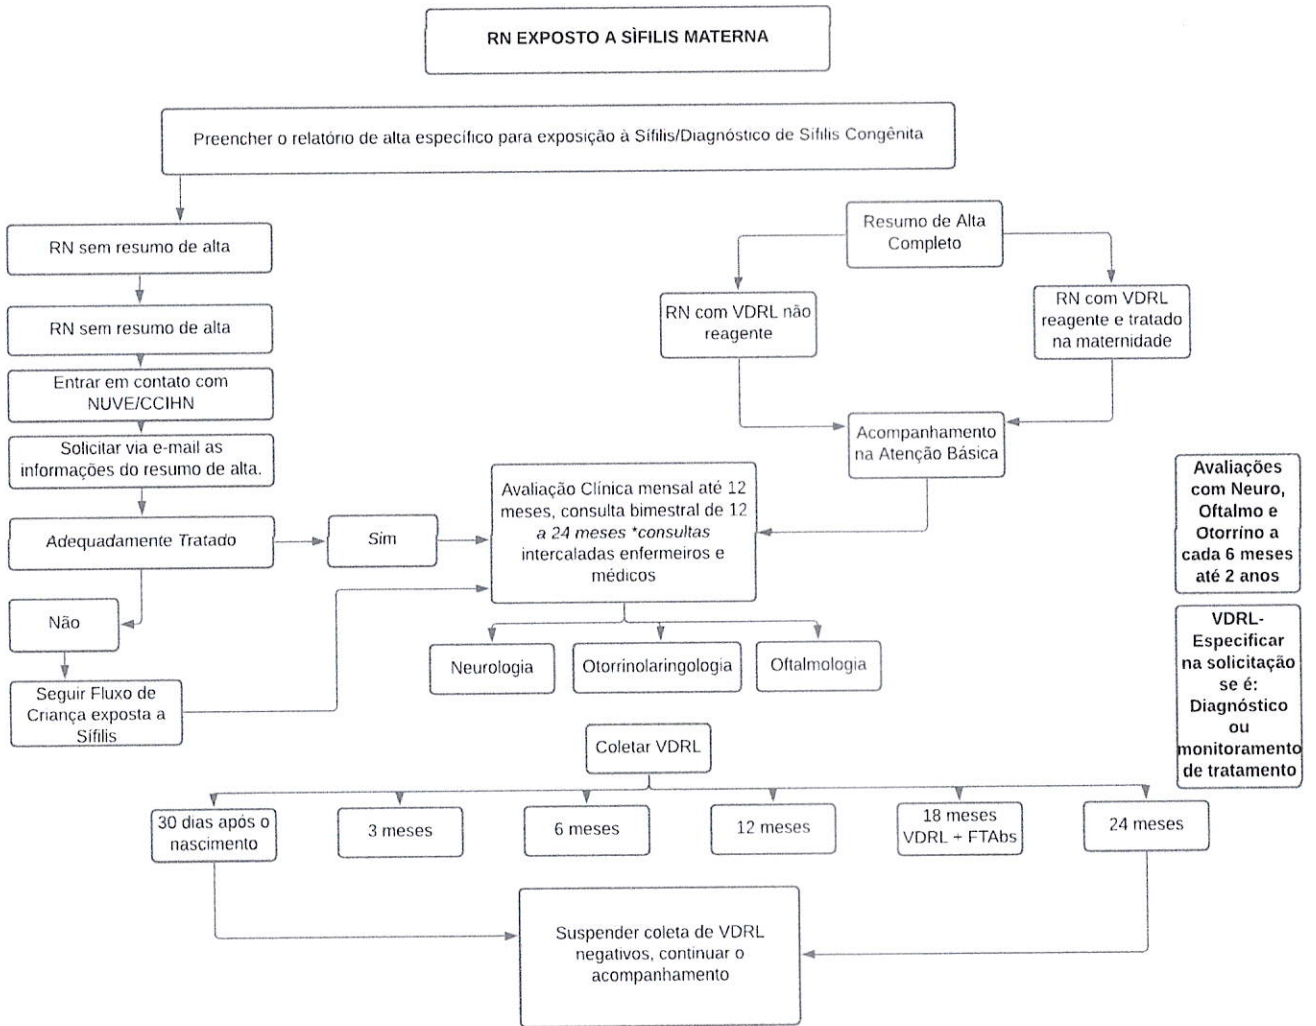 RN EXPOSTO A SÌFILIS MATERNA
Preencher o relatório de alta específico para exposição à Sífilis/Diagnóstico de Sífilis Congênita
RN sem resumo de alta
RN sem resumo de alta
Entrar em contato com
NUVE/CCIHN
Solicitar via e-mail as
informações do resumo de alta.
Adequadamente Tratado
Sim
Não
Seguir Fluxo de
Criança exposta a
Sífilis
Resumo de Alta
Completo
RN com VDRL não
reagente
RN com VDRL
reagente e tratado
na maternidade
Acompanhamento
na Atenção Básica
Avaliação Clínica mensal até 12
meses, consulta bimestral de 12
a 24 meses *consultas
intercaladas enfermeiros e
médicos
Neurologia
Otorrinolaringologia
Oftalmologia
Avaliações
com Neuro,
Oftalmo e
Otorríno a
cada 6 meses
até 2 anos
VDRL-
Especificar
na solicitação
se é:
Diagnóstico
ou
monitoramento
de tratamento
Coletar VDRL
30 dias após o
nascimento
3 meses
6 meses
12 meses
18 meses
VDRL + FTAbs
24 meses
Suspender coleta de VDRL
negativos, continuar o
acompanhamento